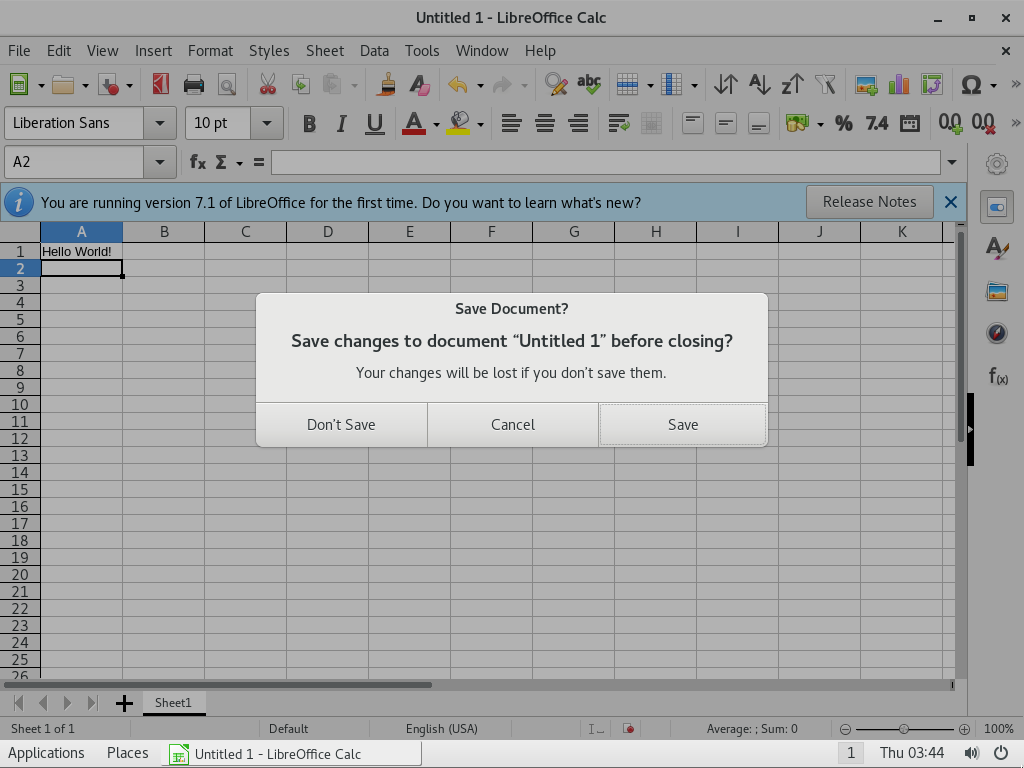 Untitled 1 - LibreOffice Calc
File Edit View Insert Format Styles Sheet Data Tools Window Help
abc
Liberation Sans 10 pt B I U A % 7.4 0.0 0.0
A2 fx Σ =
You are running version 7.1 of LibreOffice for the first time. Do you want to learn what's new? Release Notes
A B C D E F G H I J K
1 Hello World!
2
3
4
5
6
7
8
9
10
11
12
13
14
15
16
17
18
19
20
21
22
23
24
25
26
Save Document?
Save changes to document “Untitled 1” before closing?
Your changes will be lost if you don’t save them.
Don’t Save Cancel Save
Sheet1
Sheet 1 of 1 Default English (USA) Average: ; Sum: 0 100%
Applications Places Untitled 1 - LibreOffice Calc 1 Thu 03:44